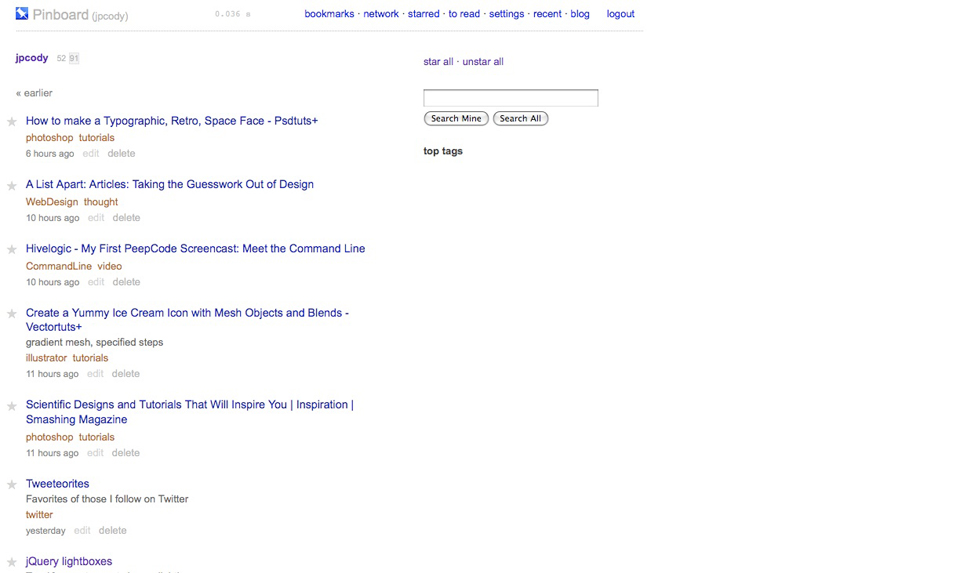 Pinboard (jpcody)
0.036 s
bookmarks · network · starred · to read · settings · recent · blog logout
jpcody 52 91
« earlier
How to make a Typographic, Retro, Space Face - Psdtuts+
photoshop tutorials
6 hours ago edit delete
A List Apart: Articles: Taking the Guesswork Out of Design
WebDesign thought
10 hours ago edit delete
Hivelogic - My First PeepCode Screencast: Meet the Command Line
CommandLine video
10 hours ago edit delete
Create a Yummy Ice Cream Icon with Mesh Objects and Blends -
Vectortuts+
gradient mesh, specified steps
illustrator tutorials
11 hours ago edit delete
Scientific Designs and Tutorials That Will Inspire You | Inspiration |
Smashing Magazine
photoshop tutorials
11 hours ago edit delete
Tweeteorites
Favorites of those I follow on Twitter
twitter
yesterday edit delete
jQuery lightboxes
star all · unstar all
Search Mine Search All
top tags